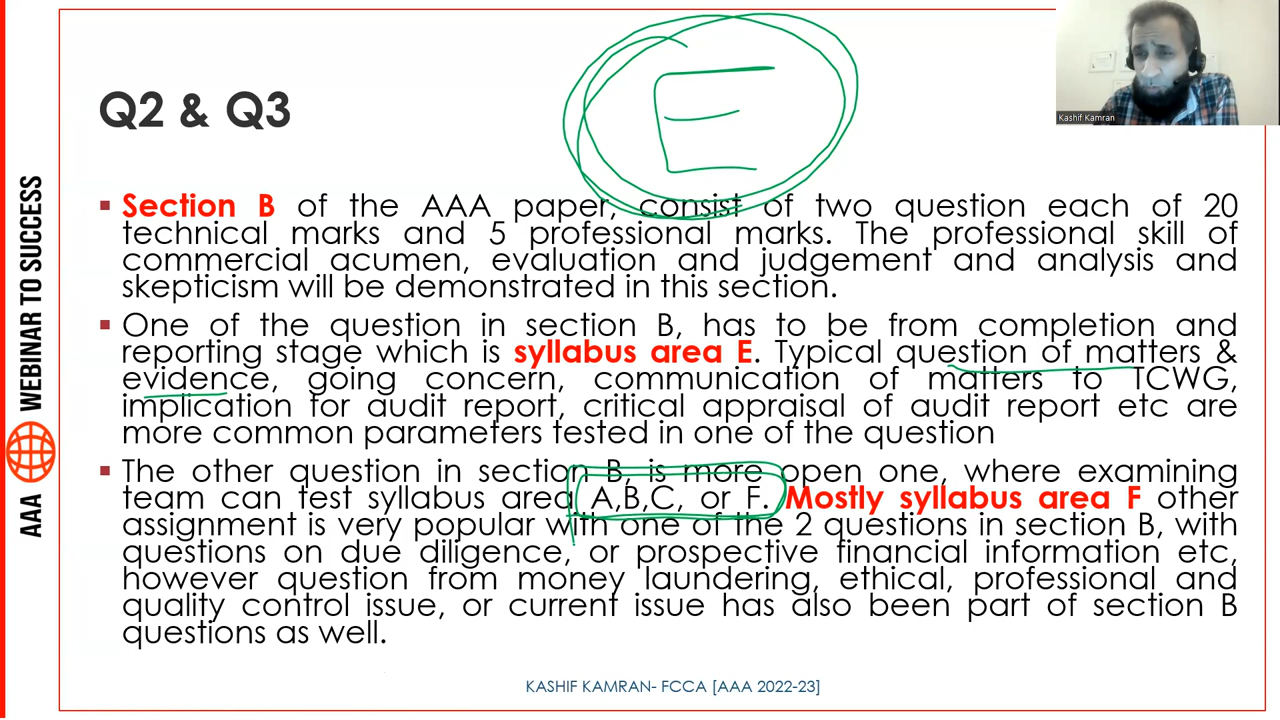 Kashif Kamran
E
Q2 & Q3
AAA WEBINAR TO SUCCESS
▪ Section B of the AAA paper, consist of two question each of 20
technical marks and 5 professional marks. The professional skill of
commercial acumen, evaluation and judgement and analysis and
skepticism will be demonstrated in this section.
▪ One of the question in section B, has to be from completion and
reporting stage which is syllabus area E. Typical question of matters &
evidence, going concern, communication of matters to TCWG,
implication for audit report, critical appraisal of audit report etc are
more common parameters tested in one of the question
▪ The other question in section B, is more open one, where examining
team can test syllabus area A,B,C, or F. Mostly syllabus area F other
assignment is very popular with one of the 2 questions in section B, with
questions on due diligence, or prospective financial information etc,
however question from money laundering, ethical, professional and
quality control issue, or current issue has also been part of section B
questions as well.
KASHIF KAMRAN- FCCA [AAA 2022-23]